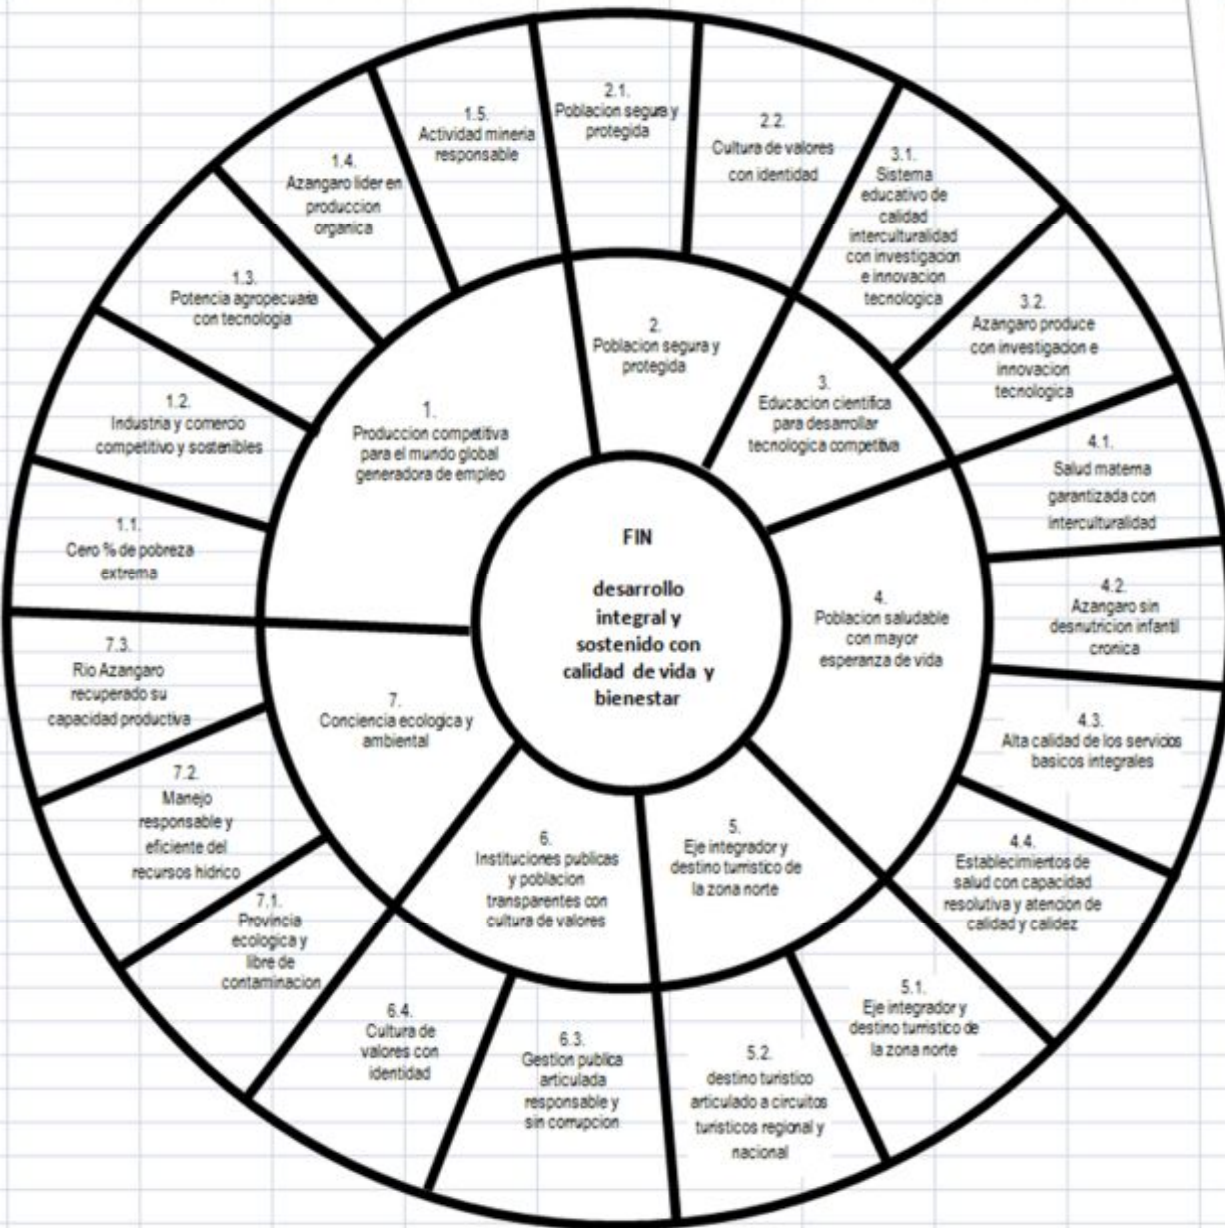 FIN
desarrollo
integral y
sostenido con
calidad de vida y
bienestar
1.
Produccion competitiva
para el mundo global
generadora de empleo
2.
Poblacion segura y
protegida
3.
Educacion cientifica
para desarrollar
tecnologica competitiva
4.
Poblacion saludable
con mayor
esperanza de vida
5.
Eje integrador y
destino turristico de
la zona norte
6.
Instituciones publicas
y poblacion
transparentes con
cultura de valores
7.
Conciencia ecologica y
ambiental
1.1.
Cero % de pobreza
extrema
1.2.
Industria y comercio
competitivo y sostenibles
1.3.
Potencia agropecuaria
con tecnologia
1.4.
Azangaro lider en
produccion
organica
1.5.
Actividad mineria
responsable
2.1.
Poblacion segura y
protegida
2.2.
Cultura de valores
con identidad
3.1.
Sistema
educativo de
calidad
interculturalidad
con investigacion
e innovacion
tecnologica
3.2.
Azangaro produce
con investigacion e
innovacion
tecnologica
4.1.
Salud materna
garantizada con
interculturalidad
4.2.
Azangaro sin
desnutricion infantil
cronica
4.3.
Alta calidad de los servicios
basicos integrales
4.4.
Establecimientos de
salud con capacidad
resolutiva y atencion de
calidad y calidez
5.1.
Eje integrador y
destino turristico de
la zona norte
5.2.
destino turistico
articulado a circuitos
turisticos regional y
nacional
6.3.
Gestion publica
articulada
responsable y
sin corrupcion
6.4.
Cultura de
valores con
identidad
7.1.
Provincia
ecologica y
libre de
contaminacion
7.2.
Manejo
responsable y
eficiente del
recursos hidrico
7.3.
Rio Azangaro
recuperado su
capacidad productiva